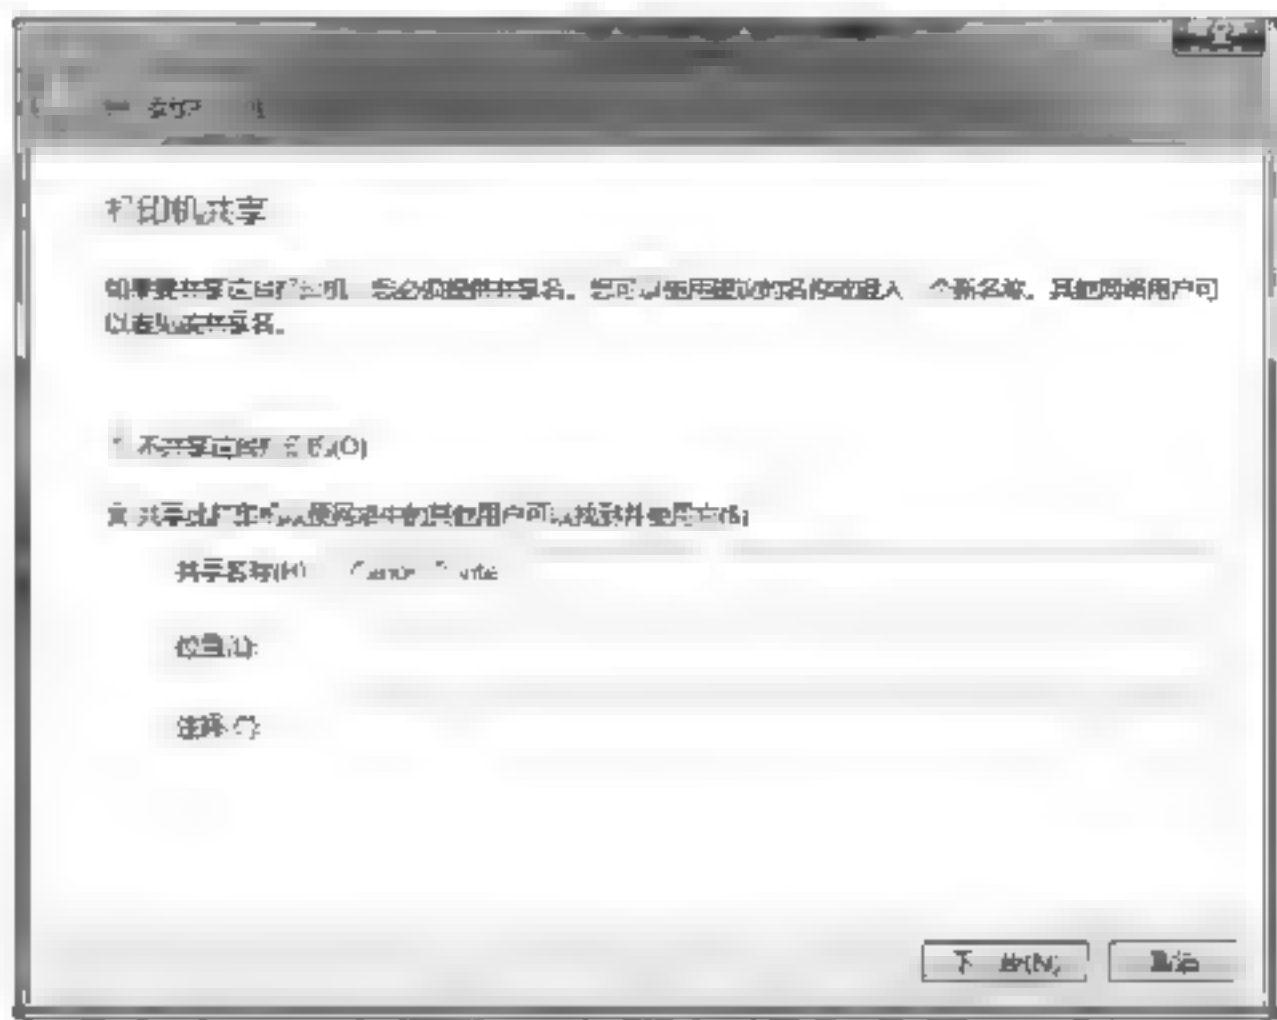 打印机共享
如果要共享这台打印机，您必须提供共享名。您可以使用建议的名称或键入一个新名称。其他网络用户可
以看见该共享名。
不共享这台打印机(O)
共享此打印机以便网络中的其他用户可以找到并使用它(S)
共享名称(H):
位置(L):
注释(C):
下一步(N) 取消